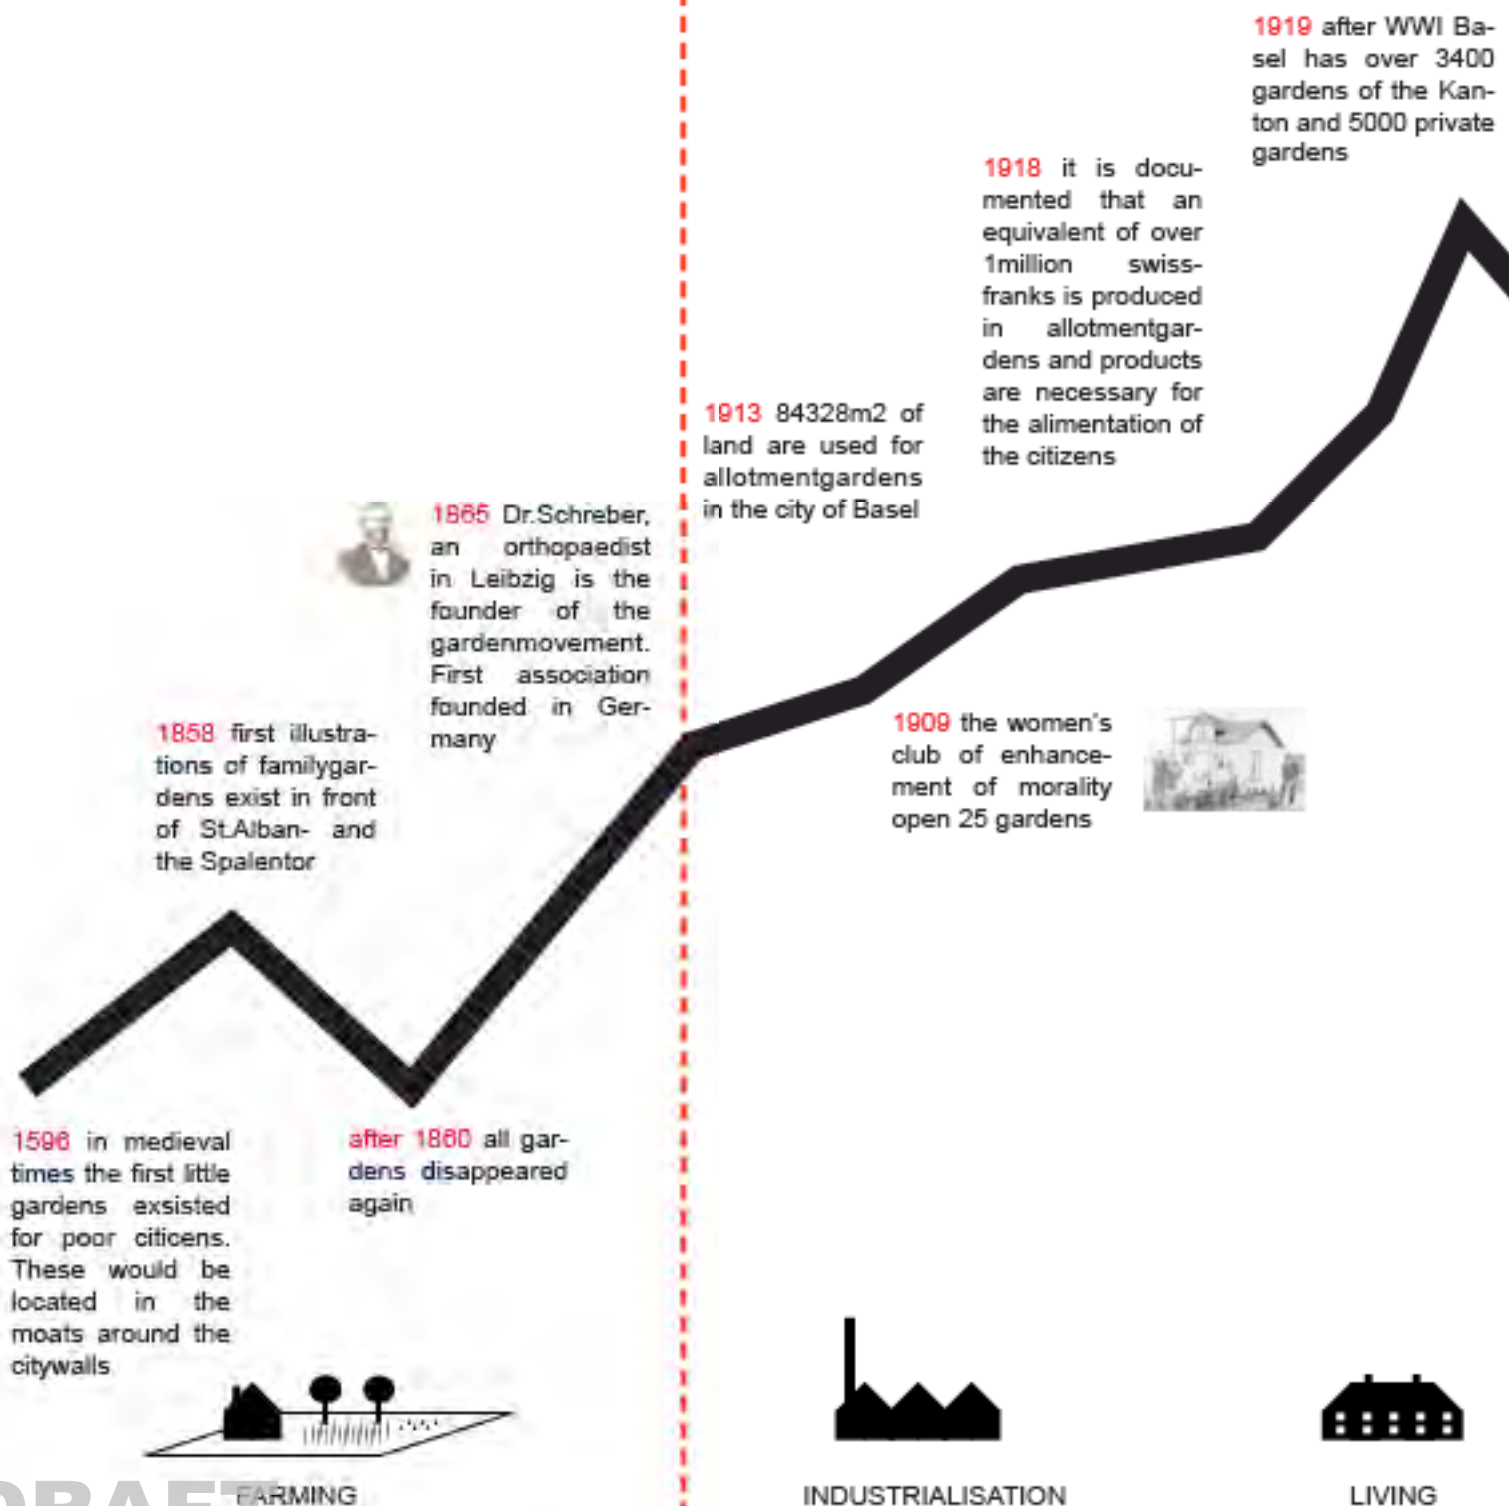 1919 after WWI Ba-
sel has over 3400
gardens of the Kan-
ton and 5000 private
gardens
1918 it is docu-
mented that an
equivalent of over
1million swiss-
franks is produced
in allotmentgar-
dens and products
are necessary for
the alimentation of
the citizens
1913 84328m2 of
land are used for
allotmentgardens
in the city of Basel
1865 Dr.Schreber,
an orthopaedist
in Leibzig is the
founder of the
gardenmovement.
First association
founded in Ger-
many
1858 first illustra-
tions of familygar-
dens exist in front
of St.Alban- and
the Spalentor
1909 the women's
club of enhance-
ment of morality
open 25 gardens
1596 in medieval
times the first little
gardens exsisted
for poor citicens.
These would be
located in the
moats around the
citywalls
after 1860 all gar-
dens disappeared
again
FARMING
INDUSTRIALISATION
LIVING
DRAFT